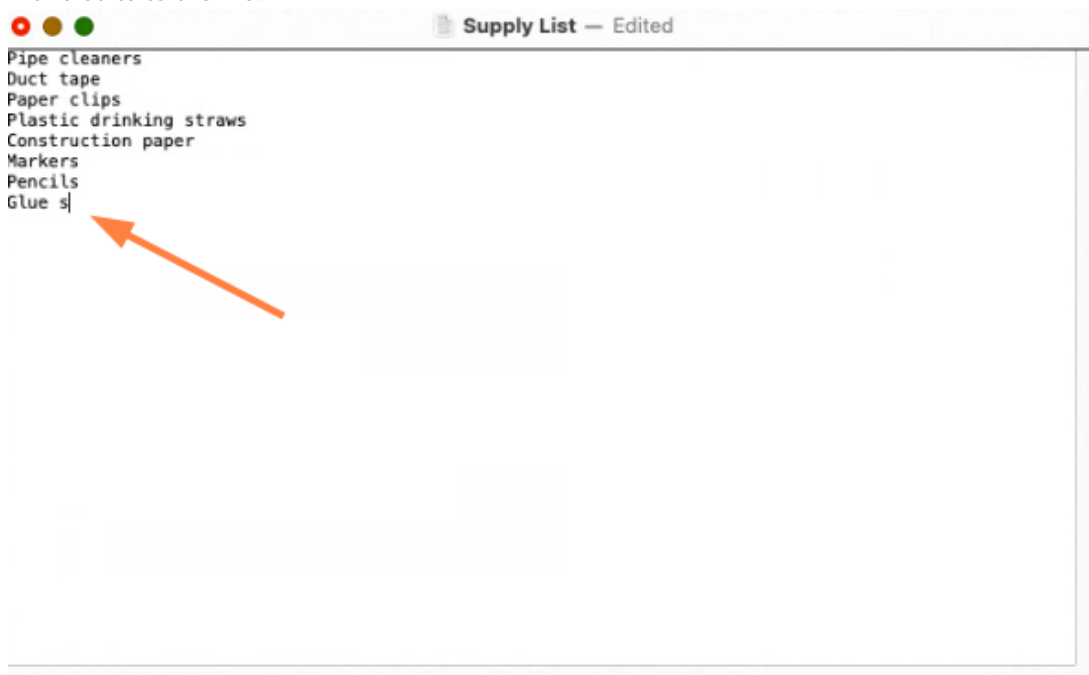 Supply List — Edited
Pipe cleaners
Duct tape
Paper clips
Plastic drinking straws
Construction paper
Markers
Pencils
Glue s